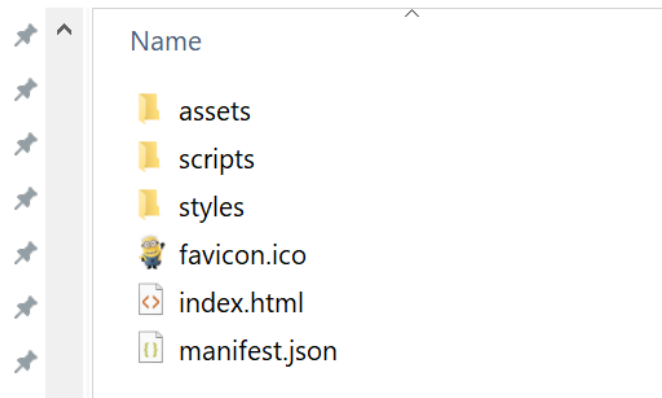 Name
assets
scripts
styles
favicon.ico
index.html
manifest.json